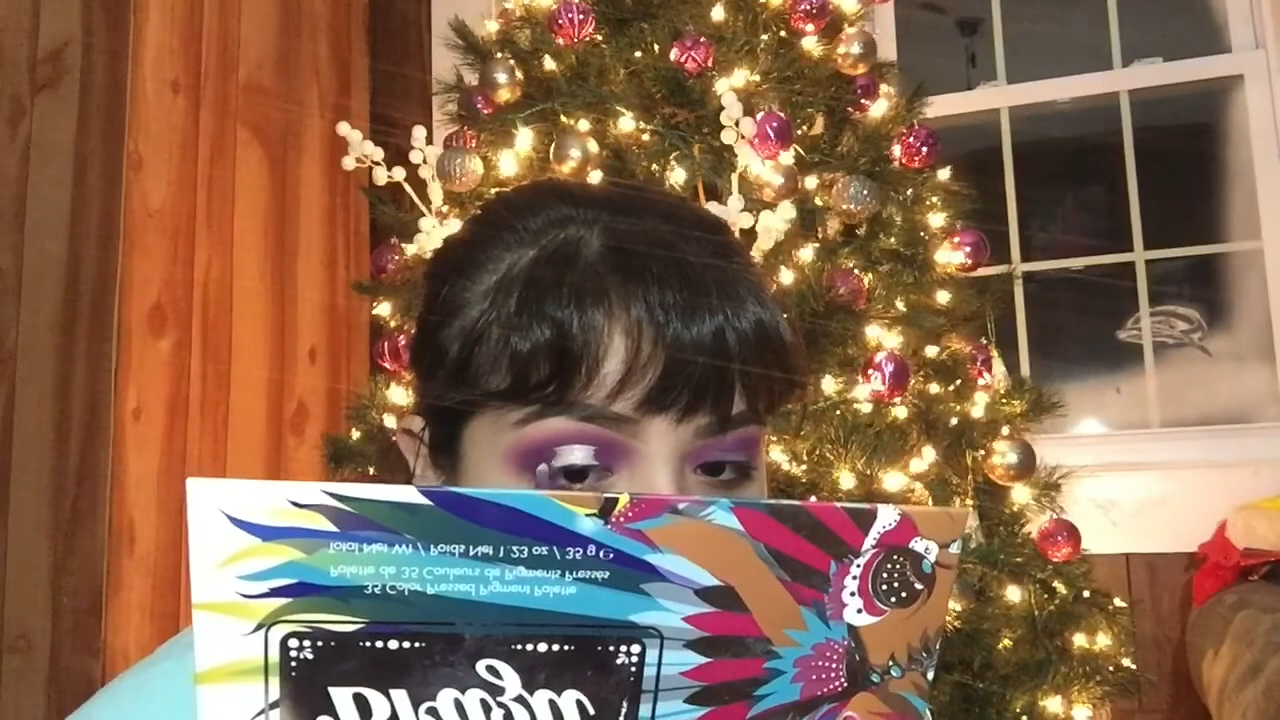 Brazil
35 Color Pressed Pigment Palette
Palette de 35 Couleurs de Pigments Pressés
Total Net Wt / Poids Net 1.23 oz / 35 g ℮